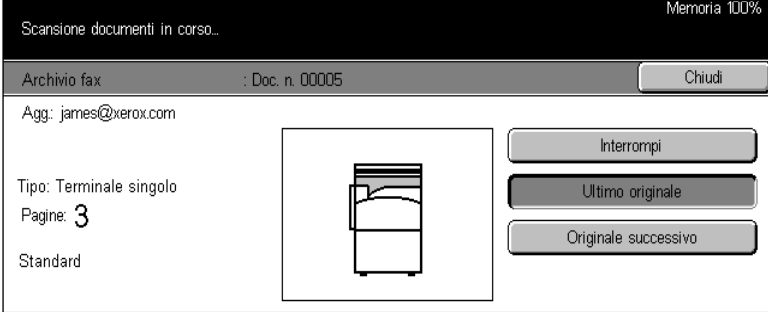 Memoria 100%
Scansione documenti in corso...
Archivio fax : Doc. n. 00005 Chiudi
Agg.: james@xerox.com
Interrompi
Tipo: Terminale singolo
Ultimo originale
Pagine: 3
Originale successivo
Standard